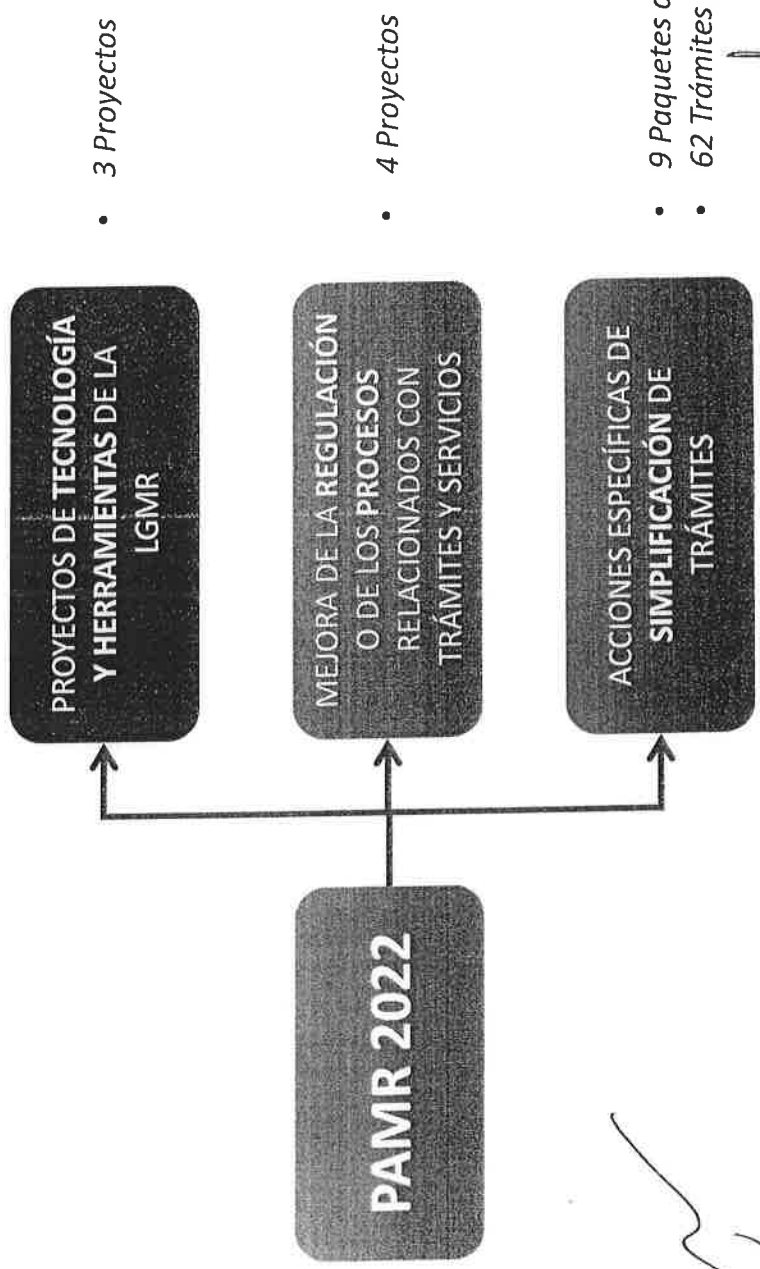 PAMR 2022
PROYECTOS DE TECNOLOGÍA
Y HERRAMIENTAS DE LA
LGMR
• 3 Proyectos
MEJORA DE LA REGULACIÓN
O DE LOS PROCESOS
RELACIONADOS CON
TRÁMITES Y SERVICIOS
• 4 Proyectos
ACCIONES ESPECÍFICAS DE
SIMPLIFICACIÓN DE
TRÁMITES
• 9 Paquetes
• 62 Trámites